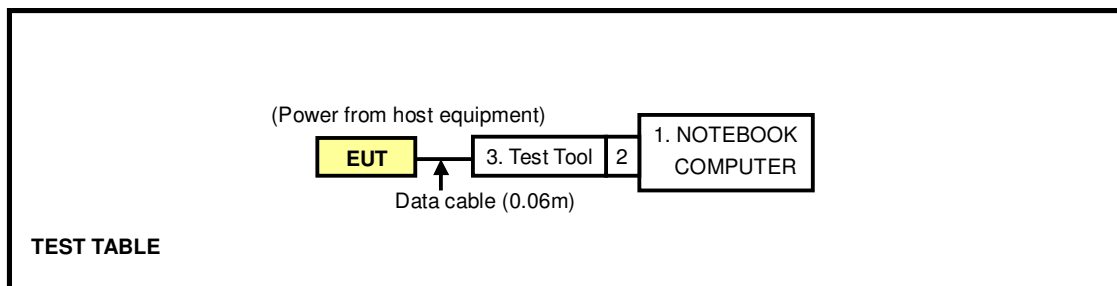 (Power from host equipment)
EUT
3. Test Tool
2
1. NOTEBOOK
COMPUTER
Data cable (0.06m)
TEST TABLE